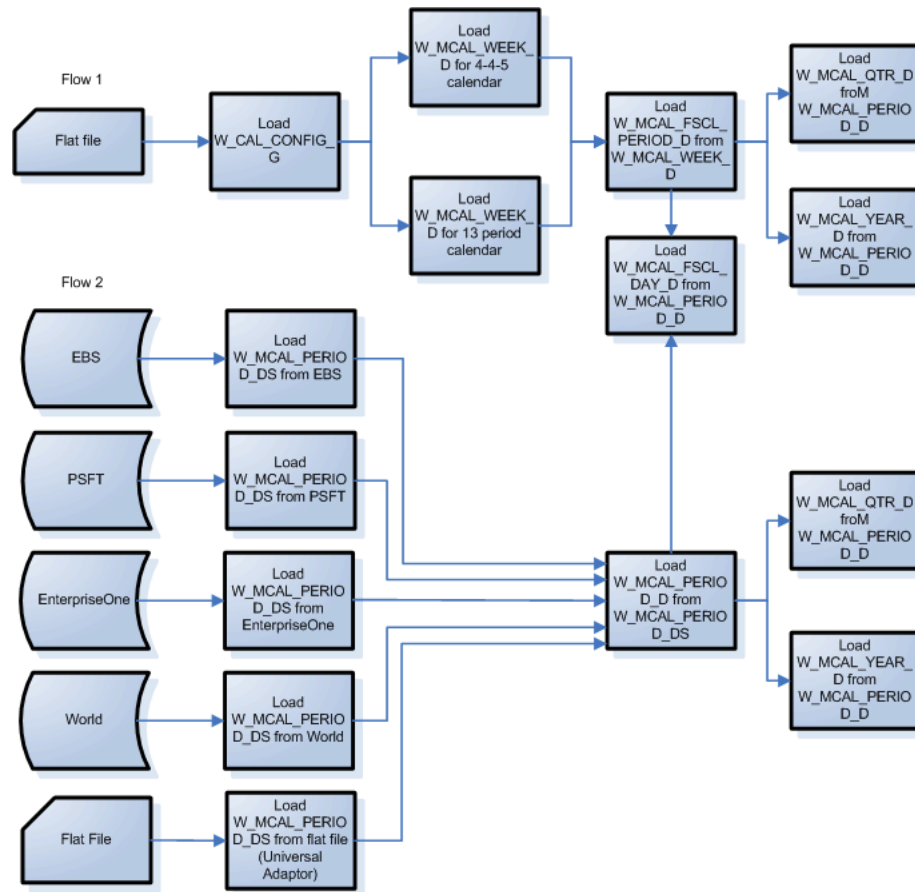 Flow 1
Flat file
Load
W_CAL_CONFIG_
G
Load
W_MCAL_WEEK_
D for 4-4-5
calendar
Load
W_MCAL_WEEK_
D for 13 period
calendar
Load
W_MCAL_FSCL_
PERIOD_D from
W_MCAL_WEEK_
D
Load
W_MCAL_QTR_D
froM
W_MCAL_PERIO
D_D
Load
W_MCAL_YEAR_
D from
W_MCAL_PERIO
D_D
Load
W_MCAL_FSCL_
DAY_D from
W_MCAL_PERIO
D_D
Flow 2
EBS
Load
W_MCAL_PERIO
D_DS from EBS
PSFT
Load
W_MCAL_PERIO
D_DS from PSFT
EnterpriseOne
Load
W_MCAL_PERIO
D_DS from
EnterpriseOne
World
Load
W_MCAL_PERIO
D_DS from World
Flat File
Load
W_MCAL_PERIO
D_DS from flat file
(Universal
Adaptor)
Load
W_MCAL_PERIO
D_D from
W_MCAL_PERIO
D_DS
Load
W_MCAL_QTR_D
froM
W_MCAL_PERIO
D_D
Load
W_MCAL_YEAR_
D from
W_MCAL_PERIO
D_D